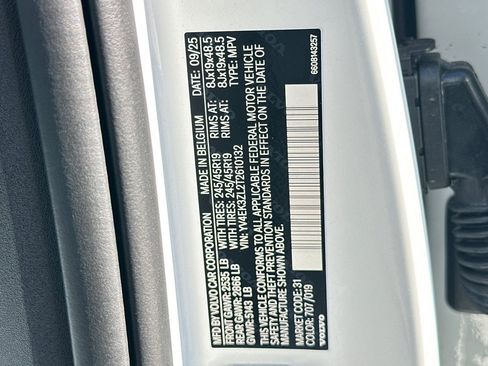 MFD BY VOLVO CAR CORPORATION MADE IN BELGIUM DATE: 09/25
FRONT GAWR: 2535 LB WITH TIRES: 245/45R19 RIMS AT: 8Jx19x48.5
REAR GAWR: 2866 LB WITH TIRES: 245/45R19 RIMS AT: 8Jx19x48.5
GVWR: 5143 LB VIN: YV4EK3ZL2T2610132 TYPE: MPV
THIS VEHICLE CONFORMS TO ALL APPLICABLE FEDERAL MOTOR VEHICLE
SAFETY AND THEFT PREVENTION STANDARDS IN EFFECT ON THE DATE OF
MANUFACTURE SHOWN ABOVE.
MARKET CODE: 31
COLOR: 707/019
VOLVO 6608143257